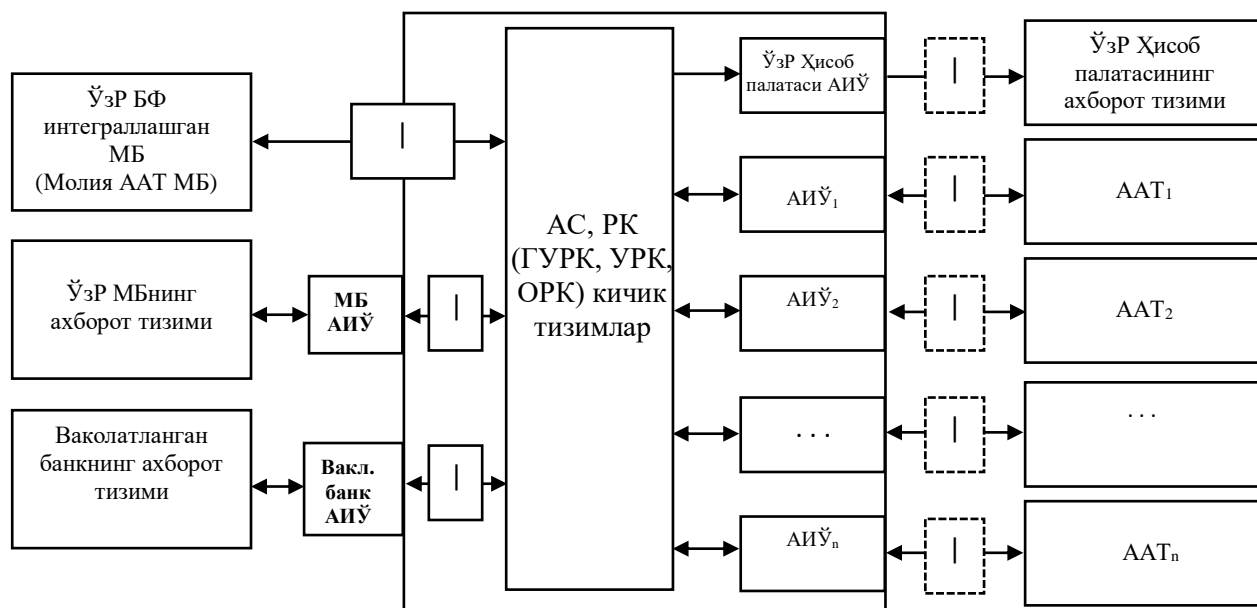 ЎзР БФ
интеграллашган
МБ
(Молия ААТ МБ)
I
ЎзР МБнинг
ахборот тизими
МБ
АИЎ
I
Ваколатланган
банкнинг ахборот
тизими
Вакл.
банк
АИЎ
I
АС, РК
(ГУРК, УРК,
ОРК) кичик
тизимлар
ЎзР Ҳисоб
палатаси АИЎ
I
ЎзР Ҳисоб
палатасининг
ахборот тизими
АИЎ1
I
ААТ1
АИЎ2
I
ААТ2
. . .
I
. . .
АИЎn
I
ААТn